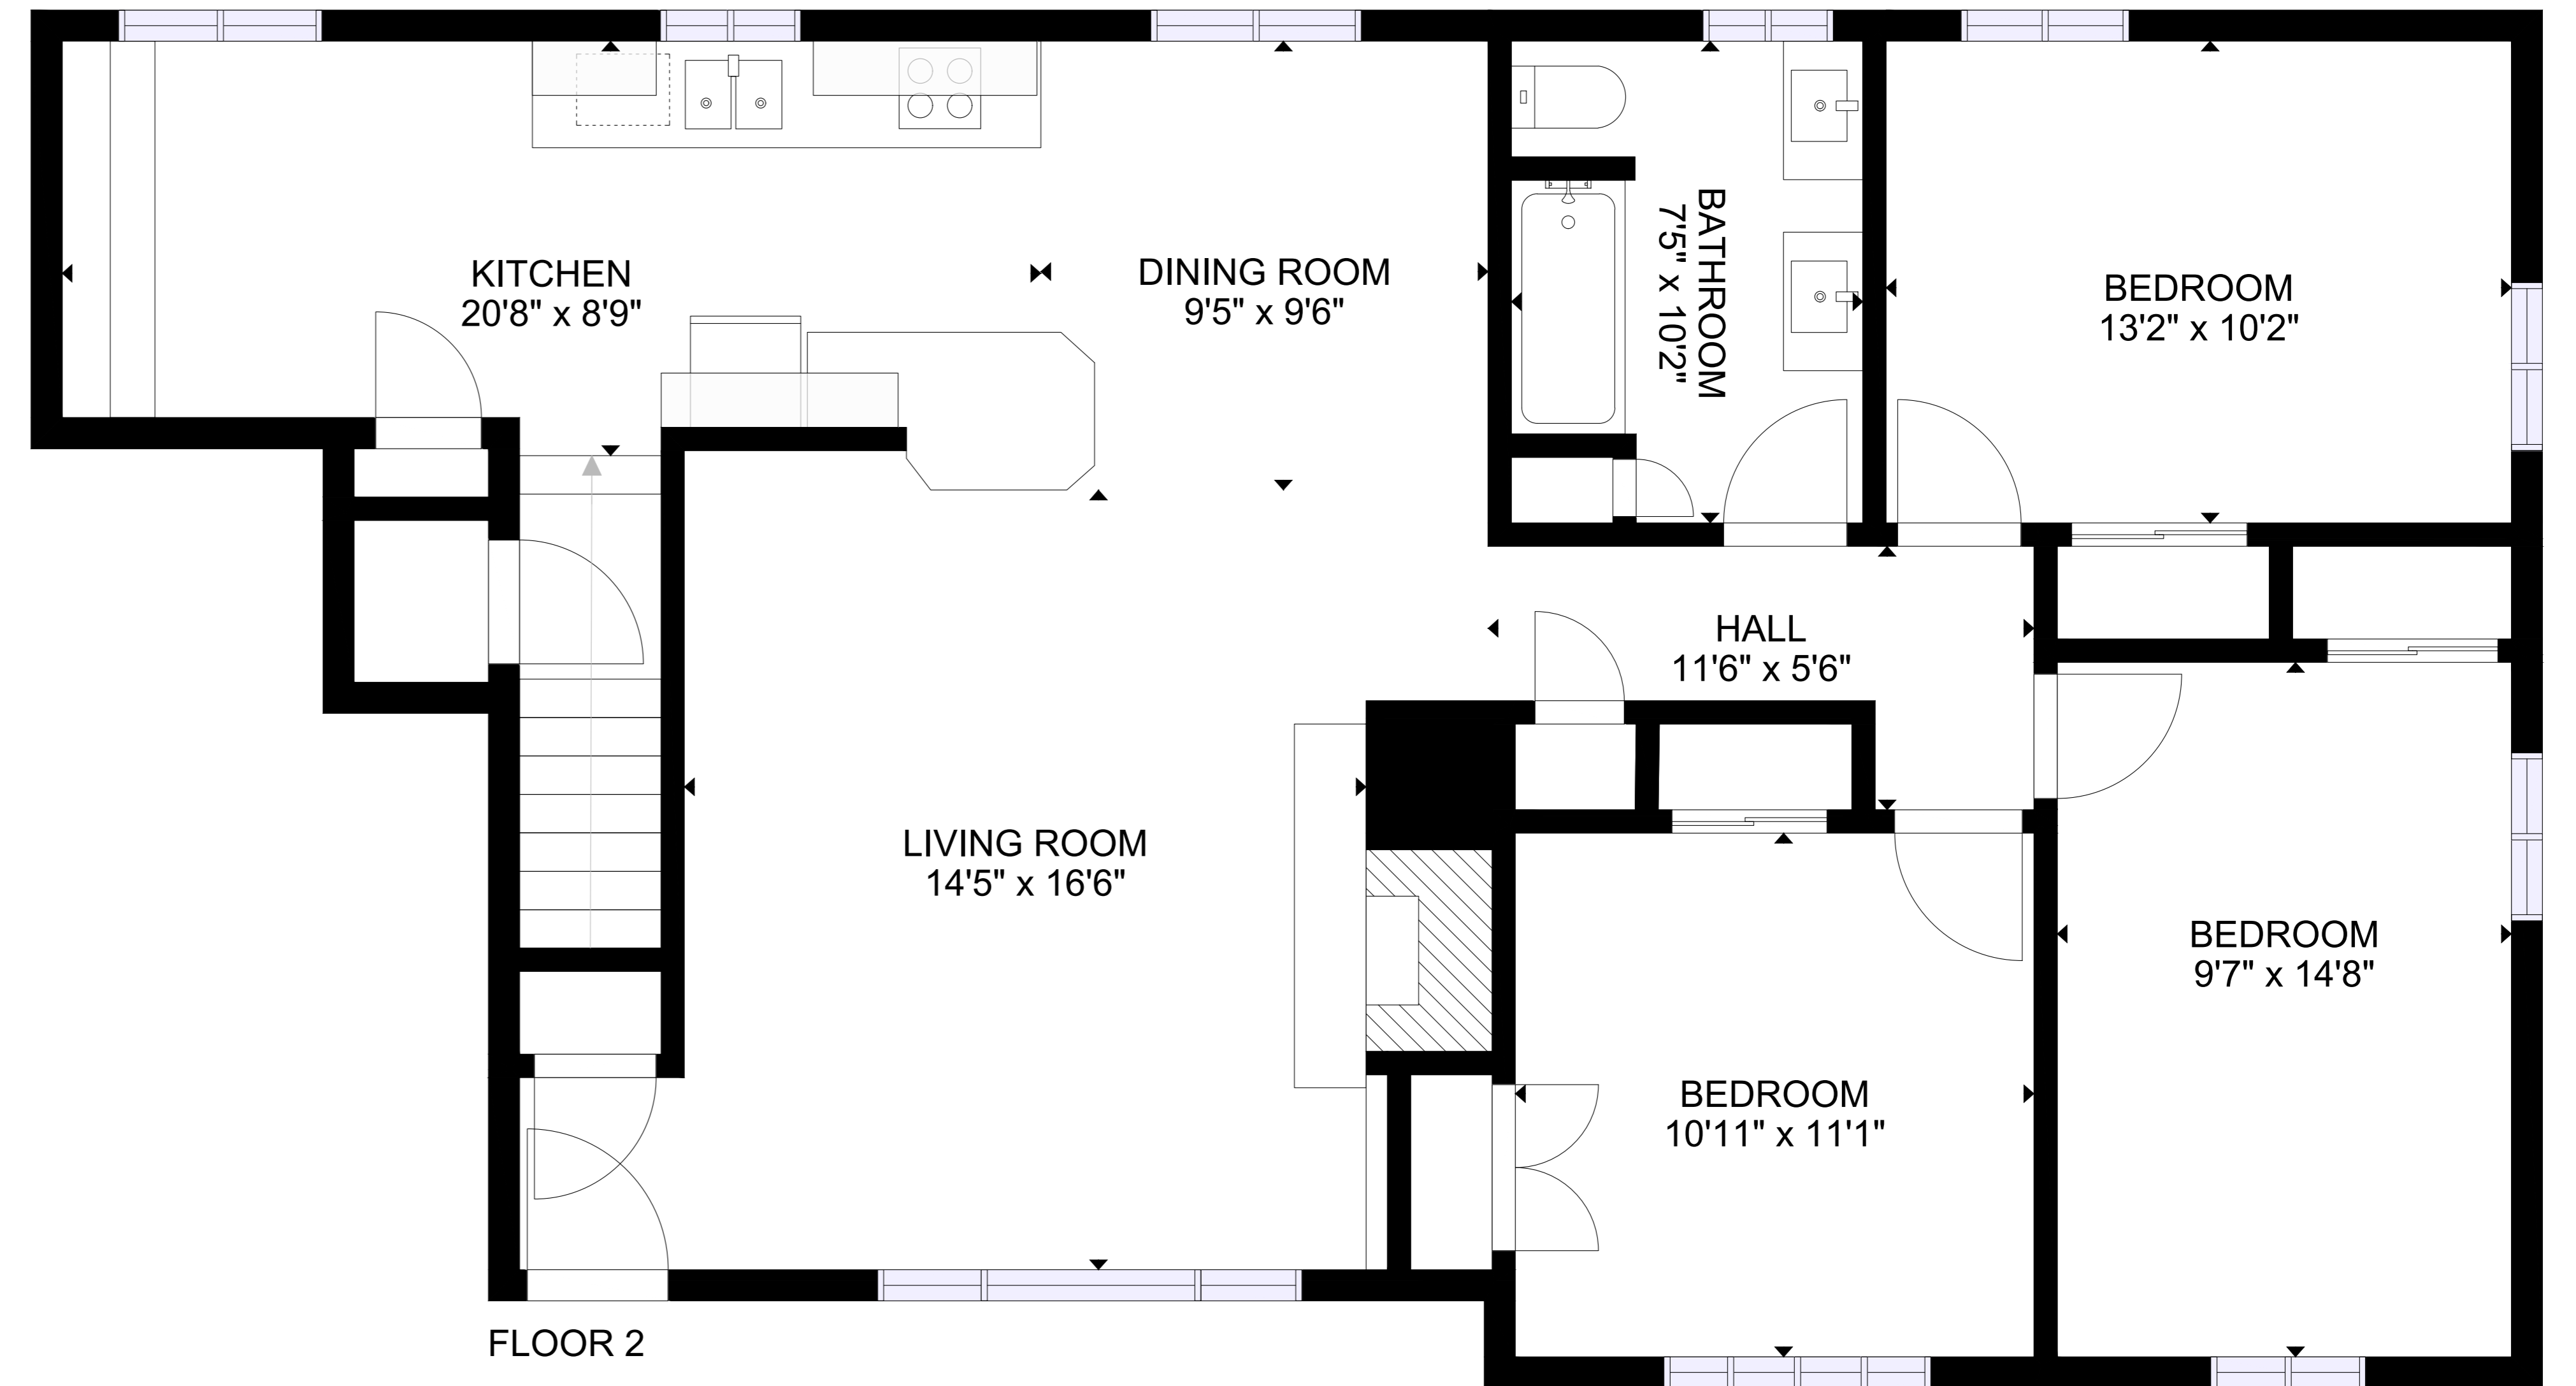 KITCHEN
20'8" x 8'9"
DINING ROOM
9'5" x 9'6"
BATHROOM
7'5" x 10'2"
BEDROOM
13'2" x 10'2"
HALL
11'6" x 5'6"
LIVING ROOM
14'5" x 16'6"
BEDROOM
9'7" x 14'8"
BEDROOM
10'11" x 11'1"
FLOOR 2